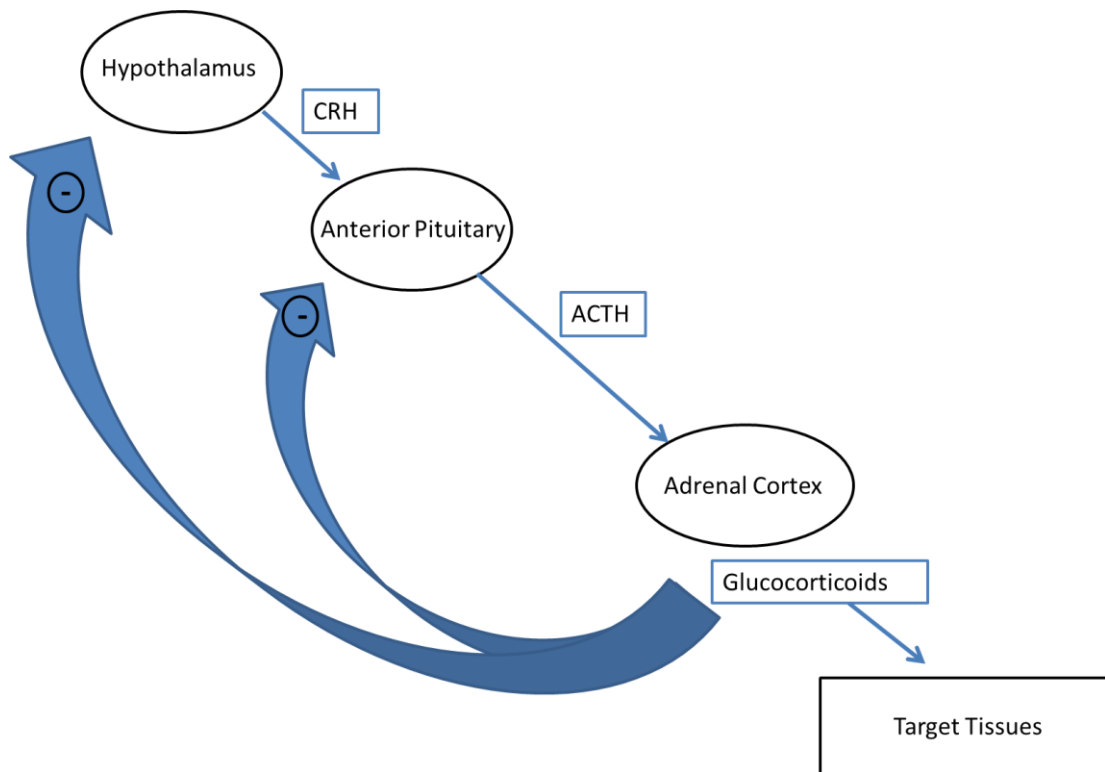 Hypothalamus
CRH
-
Anterior Pituitary
-
ACTH
Adrenal Cortex
Glucocorticoids
Target Tissues